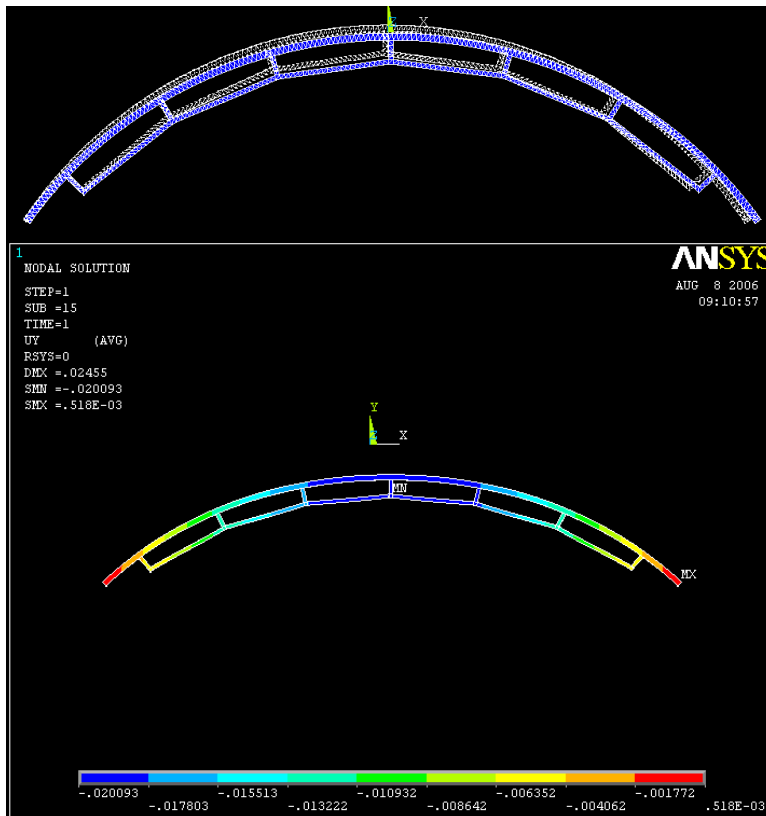 X
1
NODAL SOLUTION
STEP=1
SUB =15
TIME=1
UY (AVG)
RSYS=0
DMX =.02455
SMN =-.020093
SMX =.518E-03
ANSYS
AUG 8 2006
09:10:57
Y
X
MN
MX
-.020093 -.015513 -.010932 -.006352 -.001772
-.017803 -.013222 -.008642 -.004062 .518E-03